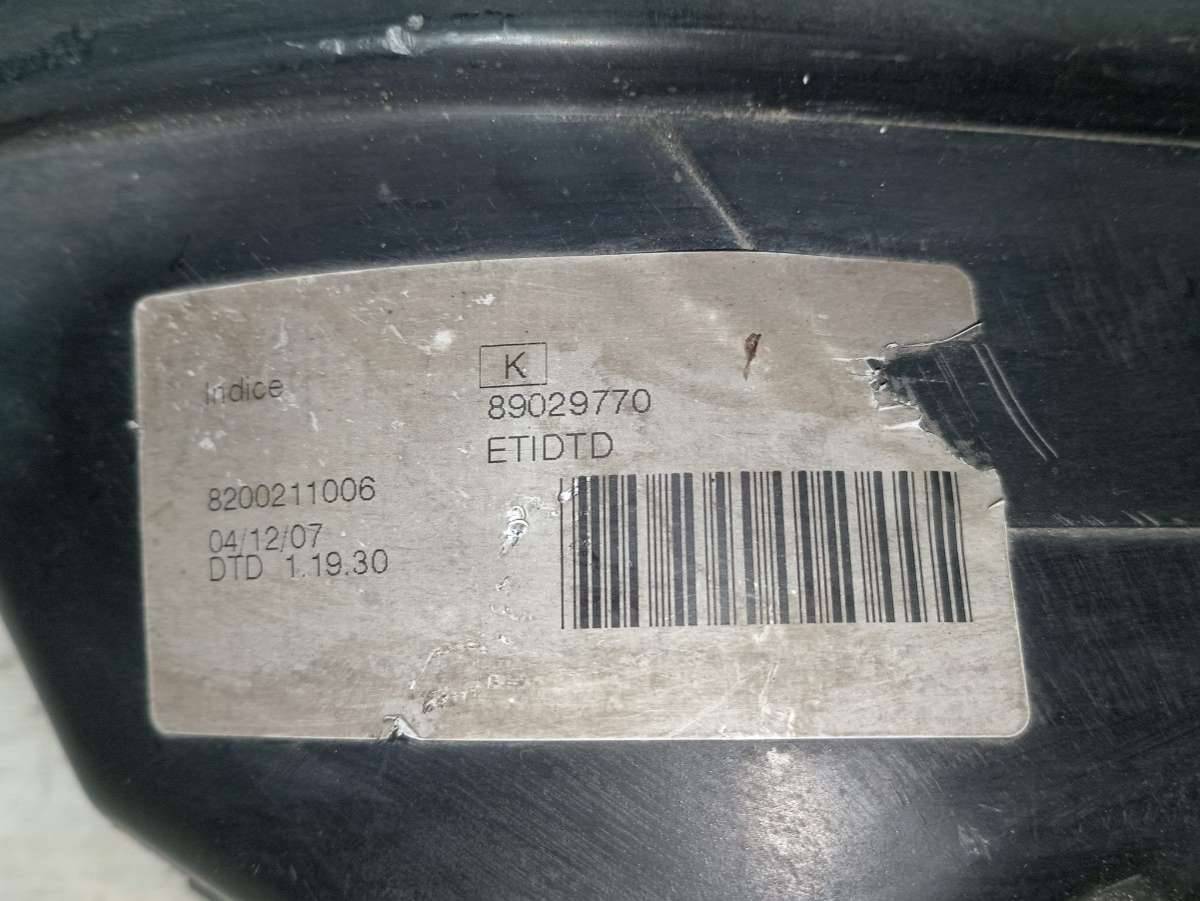 K
Indice
89029770
ETIDTD
8200211006
04/12/07
DTD 1.19.30